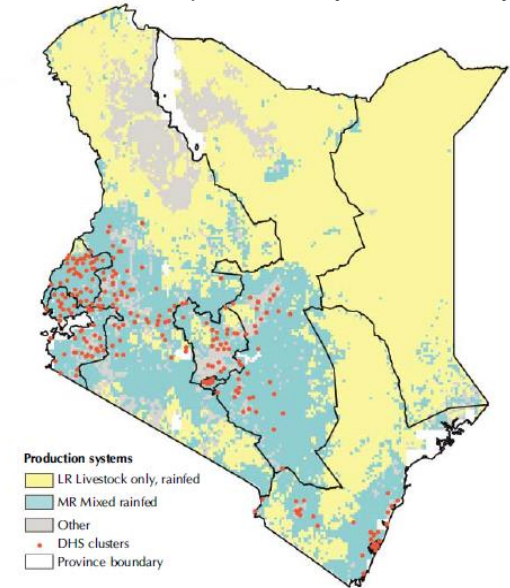 Production systems
LR Livestock only, rainfed
MR Mixed rainfed
Other
DHS clusters
Province boundary